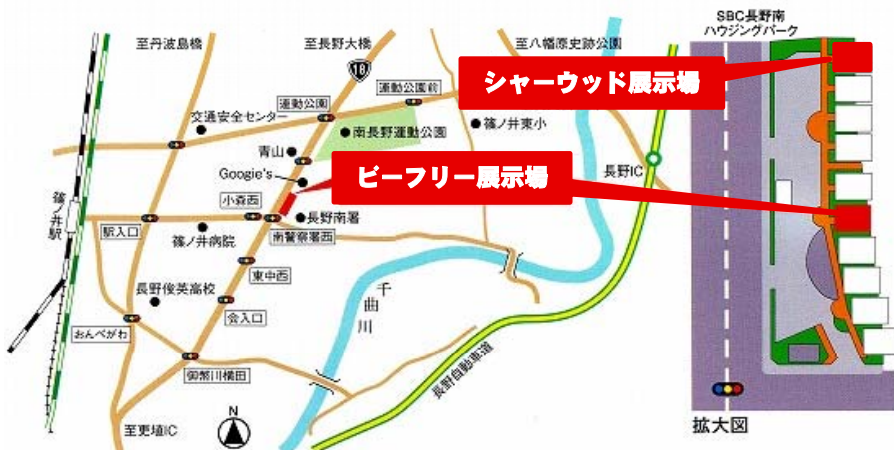 SBC長野南
ハウジングパーク
至丹波島橋
至長野大橋
至八幡原史跡公園
18
シャーウッド展示場
運動公園前
運動公園
交通安全センター
南長野運動公園
篠ノ井東小
青山
Googie's
ビーフリー展示場
長野IC
小森西
長野南署
篠ノ井駅
駅入口
篠ノ井病院
南警察署西
東中西
長野俊英高校
千曲川
会入口
おんべがわ
御幣川横田
長野自動車道
至更埴IC
N
拡大図